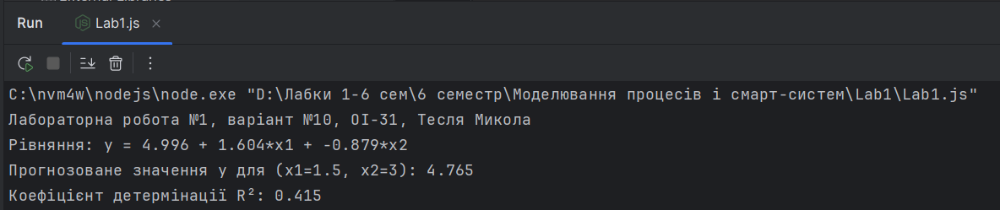 Run Lab1.js
C:\nvm4w\nodejs\node.exe "D:\Лабки 1-6 сем\6 семестр\Моделювання процесів і смарт-систем\Lab1\Lab1.js"
Лабораторна робота №1, варіант №10, ОІ-31, Тесля Микола
Рівняння: y = 4.996 + 1.604*x1 + -0.879*x2
Прогнозоване значення y для (x1=1.5, x2=3): 4.765
Коефіцієнт детермінації R²: 0.415